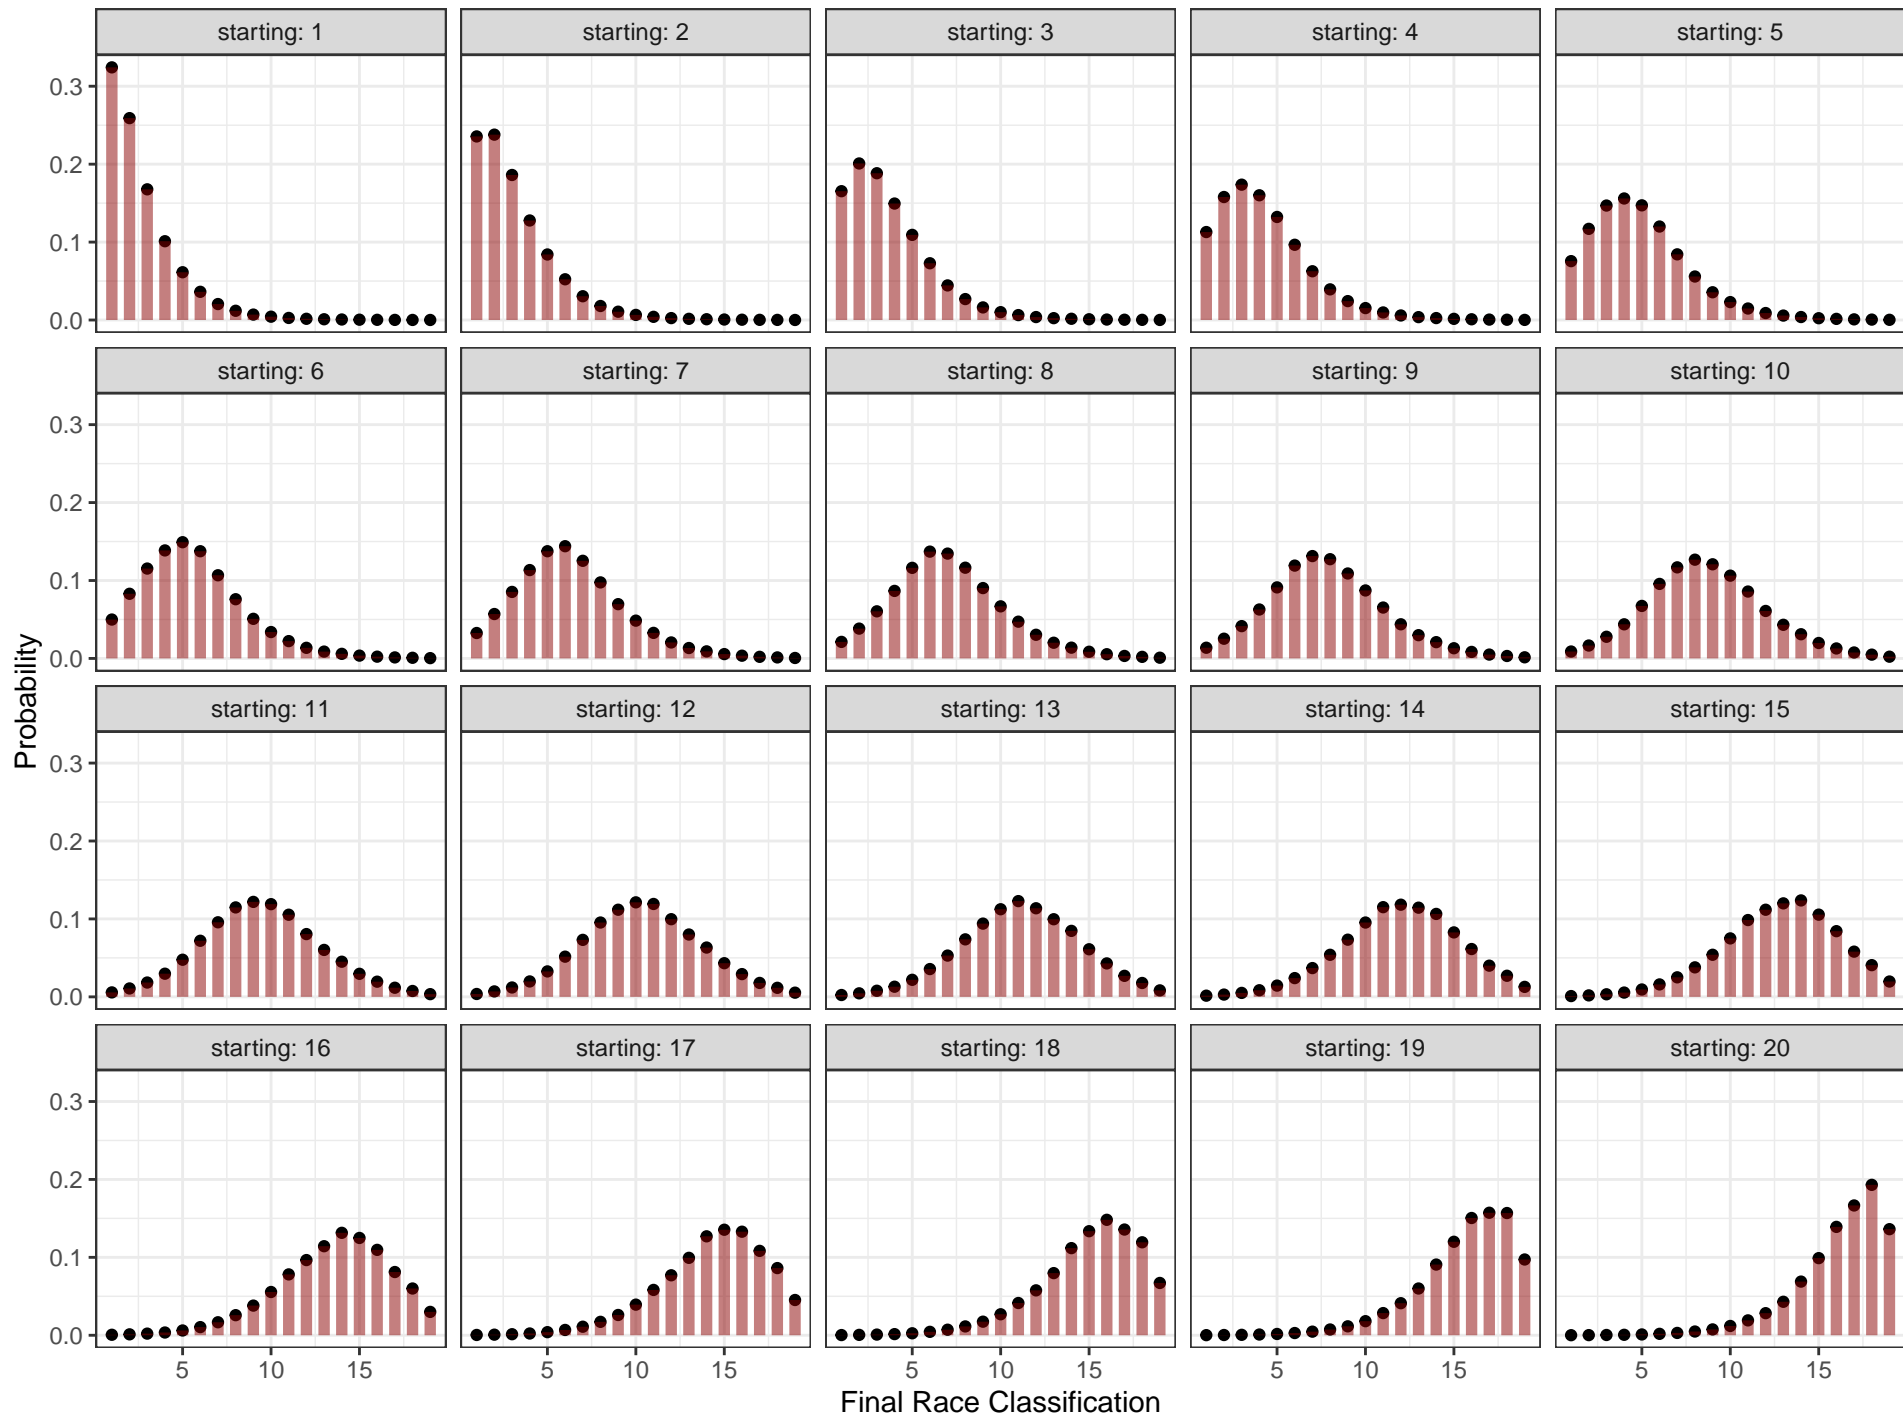 starting: 1 starting: 2 starting: 3 starting: 4 starting: 5
0.3
0.2
0.1
0.0
starting: 6 starting: 7 starting: 8 starting: 9 starting: 10
0.3
0.2
0.1
0.0
starting: 11 starting: 12 starting: 13 starting: 14 starting: 15
0.3
0.2
0.1
0.0
starting: 16 starting: 17 starting: 18 starting: 19 starting: 20
0.3
0.2
0.1
0.0
5 10 15 5 10 15 5 10 15 5 10 15 5 10 15
Final Race Classification
Probability